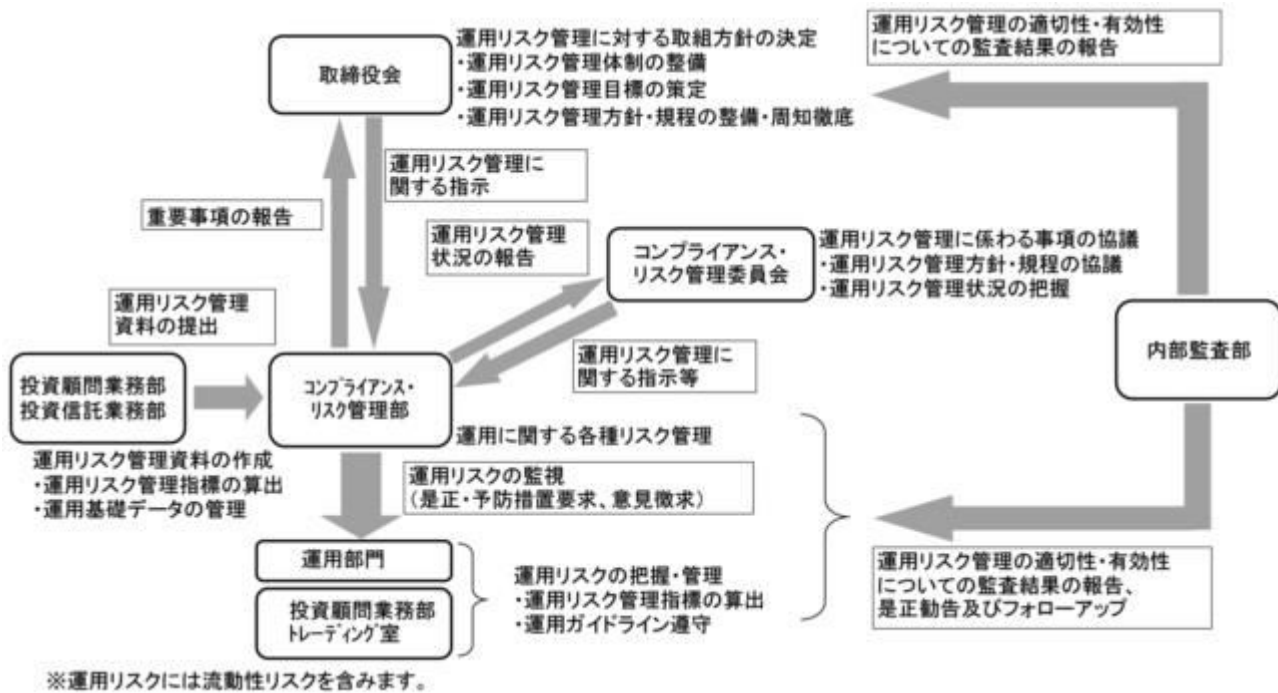 運用リスク管理に対する取組方針の決定
・運用リスク管理体制の整備
・運用リスク管理目標の策定
・運用リスク管理方針・規程の整備・周知徹底
取締役会
運用リスク管理の適切性・有効性
についての監査結果の報告
運用リスク管理に
関する指示
重要事項の報告
運用リスク管理
状況の報告
コンプライアンス・
リスク管理委員会
運用リスク管理に係わる事項の協議
・運用リスク管理方針・規程の協議
・運用リスク管理状況の把握
運用リスク管理
資料の提出
運用リスク管理に
関する指示等
内部監査部
投資顧問業務部
投資信託業務部
コンプライアンス・
リスク管理部
運用に関する各種リスク管理
運用リスク管理資料の作成
・運用リスク管理指標の算出
・運用基礎データの管理
運用リスクの監視
(是正・予防措置要求、意見徴求)
運用部門
投資顧問業務部
トレーディング室
運用リスクの把握・管理
・運用リスク管理指標の算出
・運用ガイドライン遵守
運用リスク管理の適切性・有効性
についての監査結果の報告、
是正勧告及びフォローアップ
※運用リスクには流動性リスクを含みます。